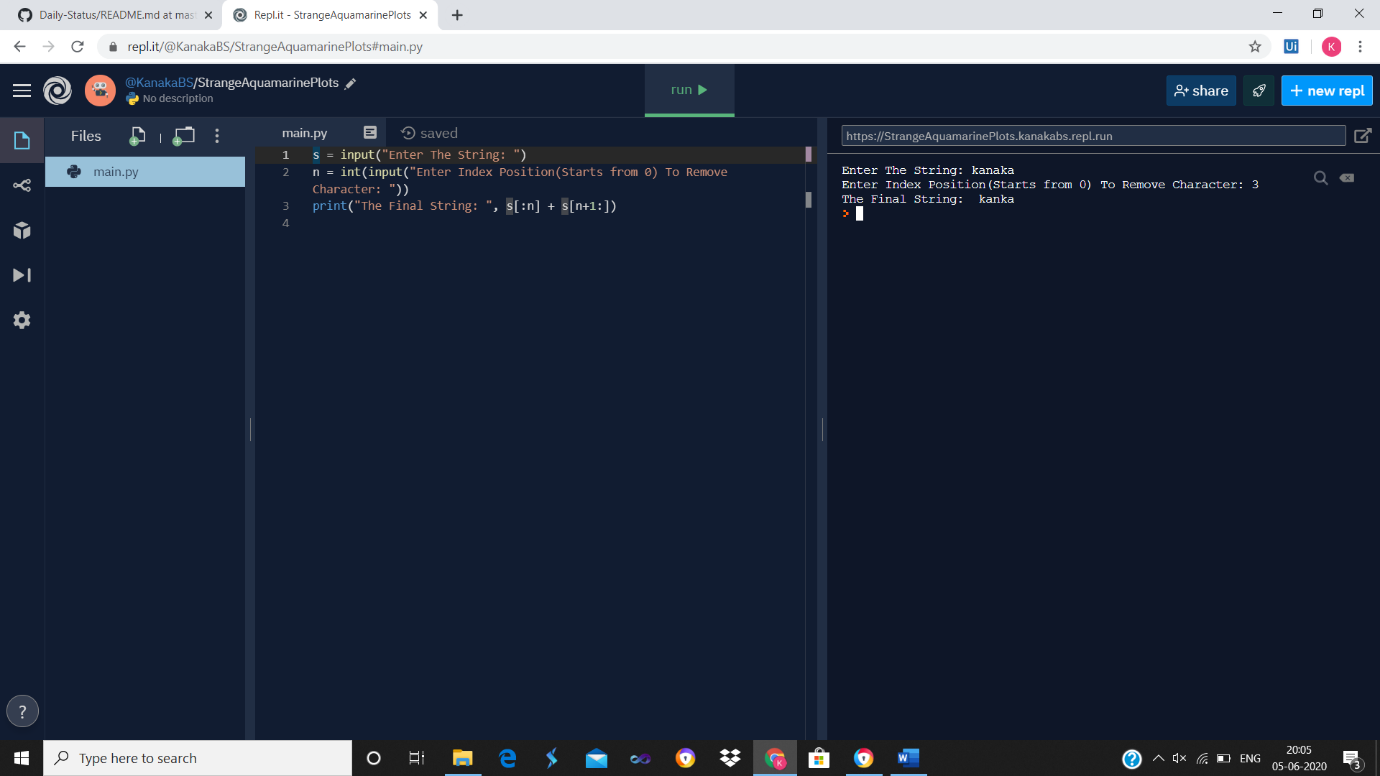 Daily-Status/README.md at mast
Repl.it - StrangeAquamarinePlots
repl.it/@KanakaBS/StrangeAquamarinePlots#main.py
Ui
K
@KanakaBS/StrangeAquamarinePlots
No description
run
share
+ new repl
Files
main.py
saved
https://StrangeAquamarinePlots.kanakabs.repl.run
main.py
1 s = input("Enter The String: ")
2 n = int(input("Enter Index Position(Starts from 0) To Remove
Character: "))
3 print("The Final String: ", s[:n] + s[n+1:])
4
Enter The String: kanaka
Enter Index Position(Starts from 0) To Remove Character: 3
The Final String:  kanka
>
?
Type here to search
K
W
?
ENG
20:05
05-06-2020
3